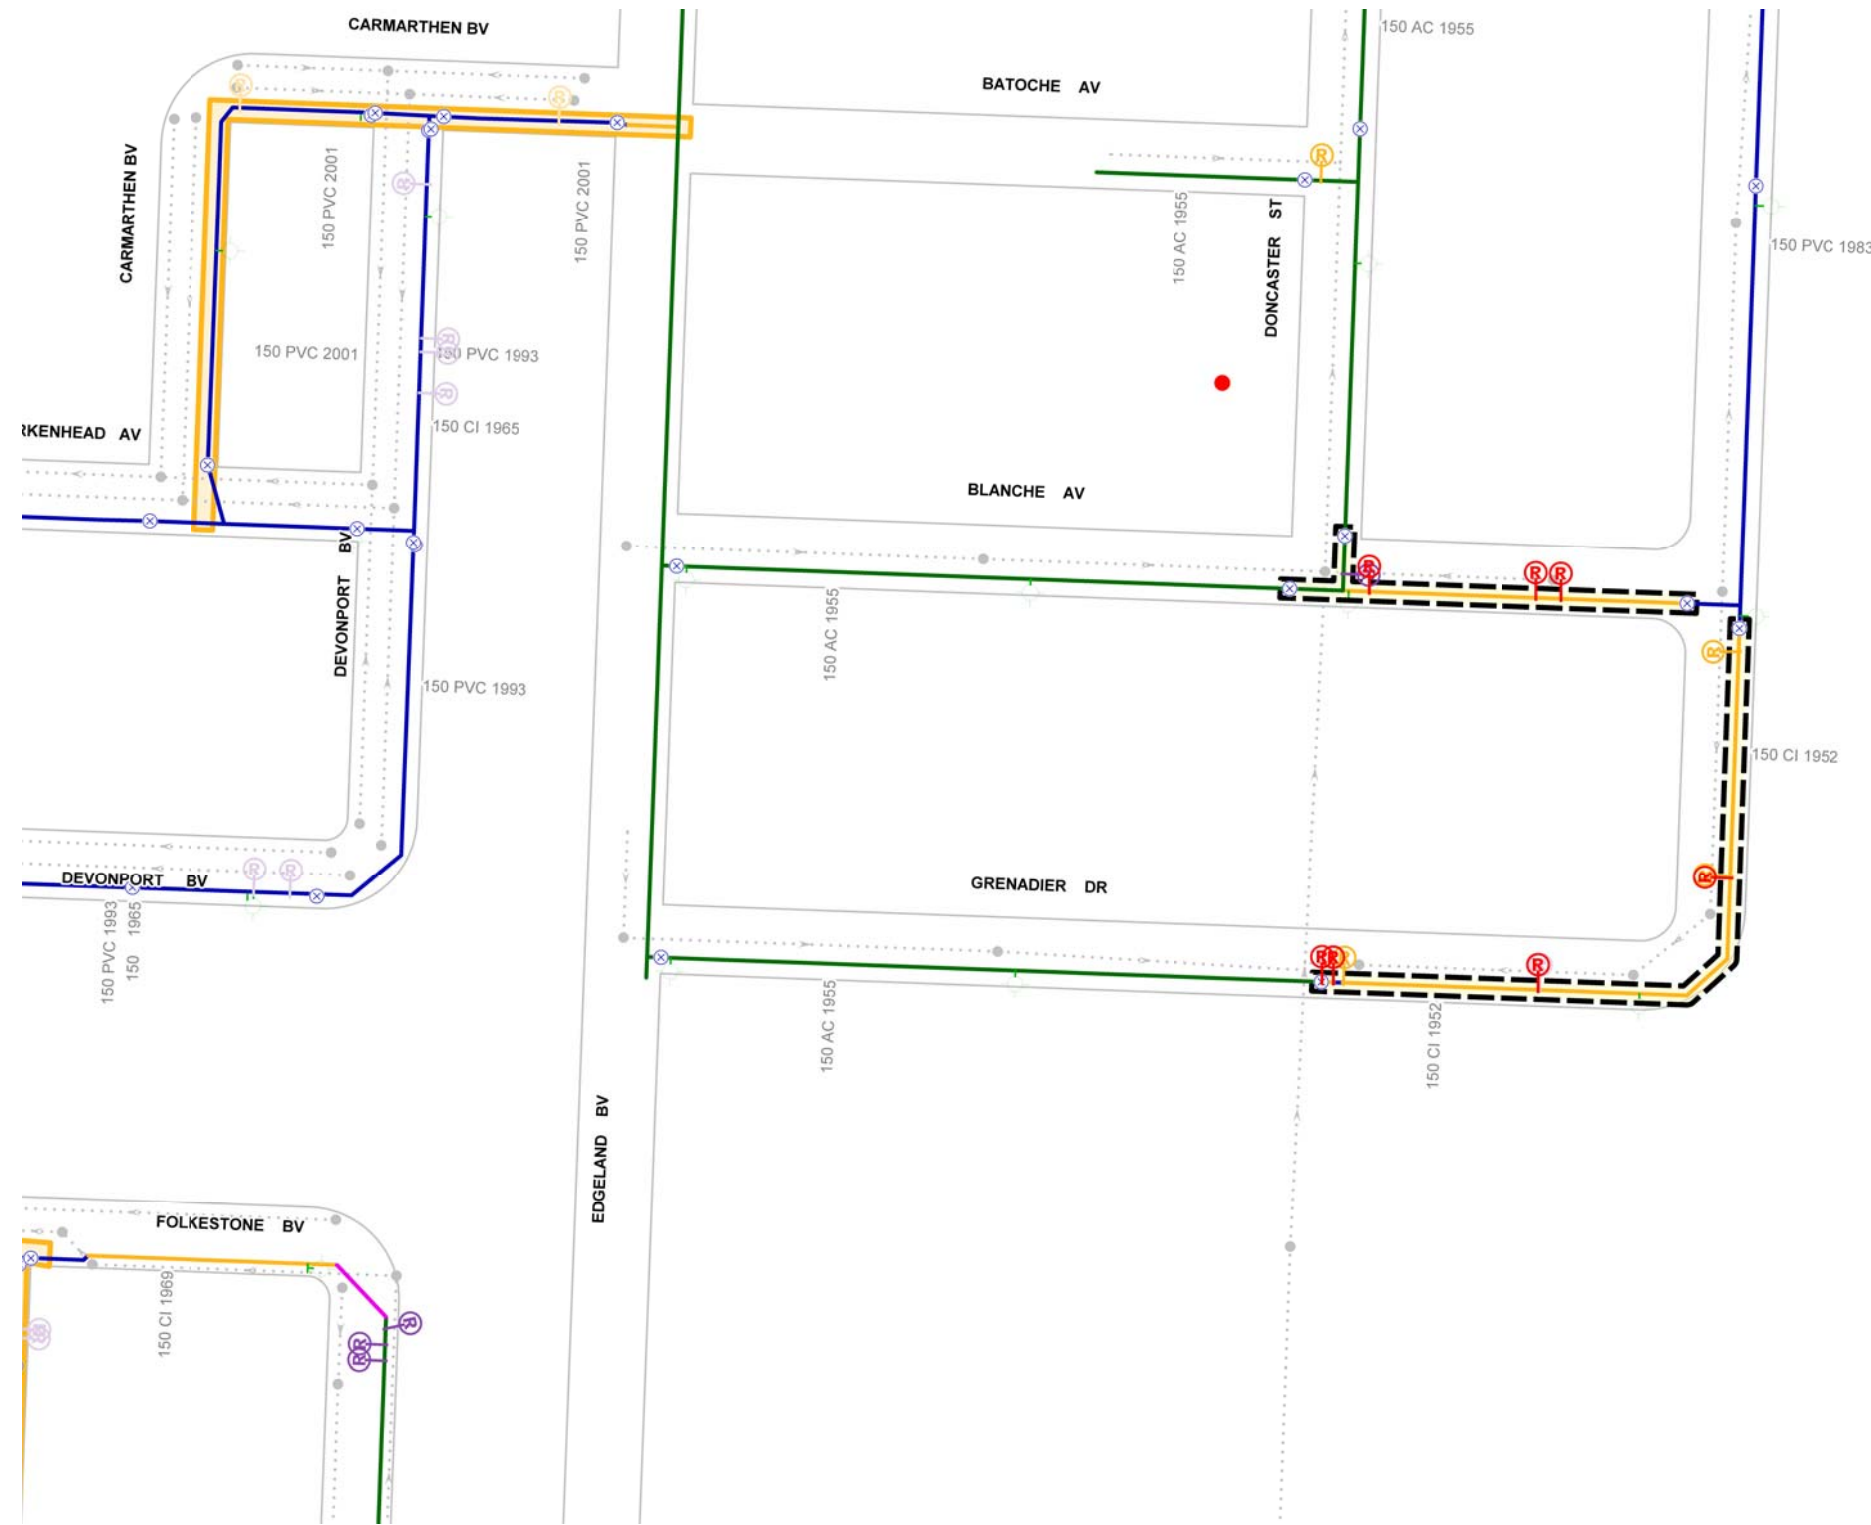 CARMARTHEN BV
150 AC 1955
BATOCHE AV
S
S
R
CARMARTHEN BV
150 PVC 2001
150 PVC 2001
R
150 AC 1955
DONCASTER ST
150 PVC 1983
R
150 PVC 2001
R
150 PVC 1993
R
150 CI 1965
RKENHEAD AV
BLANCHE AV
DEVONPORT BV
R
R
R
150 AC 1955
R
150 PVC 1993
150 CI 1952
R
R
DEVONPORT BV
GRENADIER DR
R
150 PVC 1993
150 1965
R
R
R
R
150 AC 1955
150 CI 1952
EDGELAND BV
FOLKESTONE BV
150 CI 1969
R
R
R
R